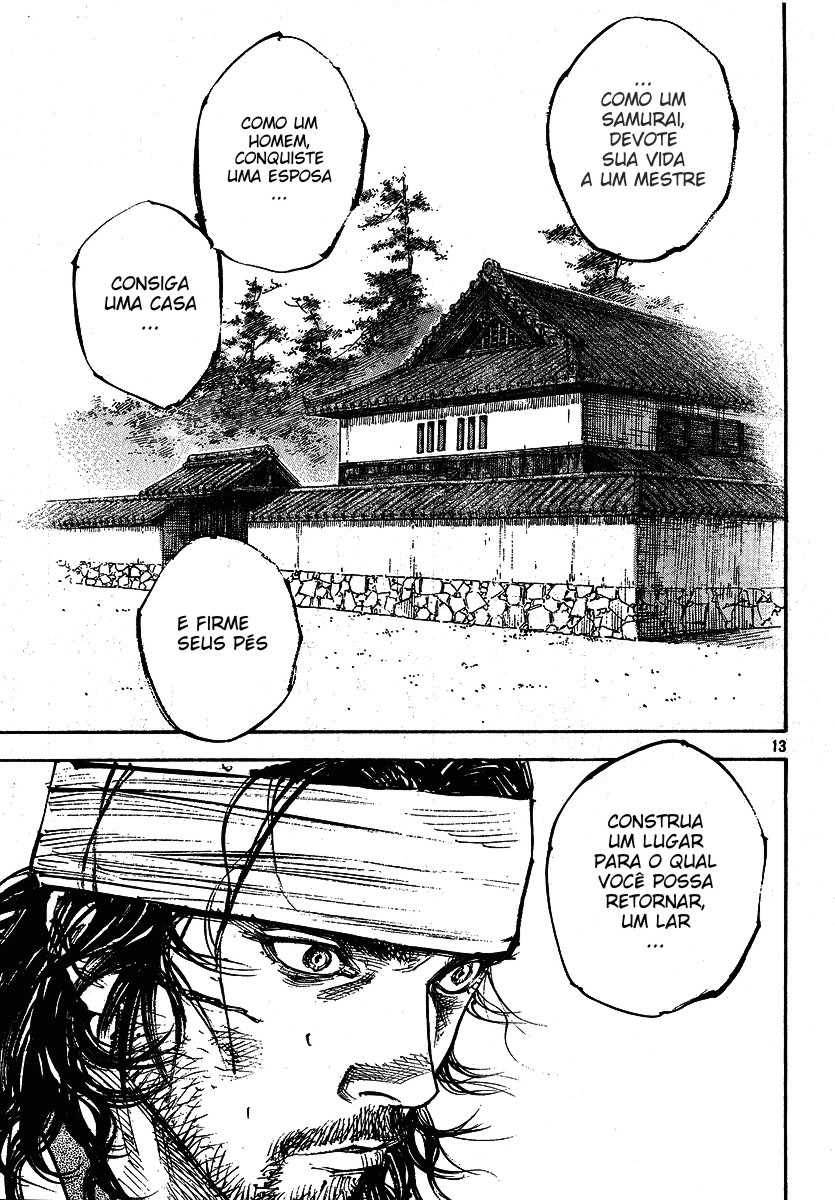 ...
COMO UM
SAMURAI,
DEVOTE
SUA VIDA
A UM MESTRE
COMO UM
HOMEM,
CONQUISTE
UMA ESPOSA
...
CONSIGA
UMA CASA
...
E FIRME
SEUS PÉS
13
CONSTRUA
UM LUGAR
PARA O QUAL
VOCÊ POSSA
RETORNAR,
UM LAR
...